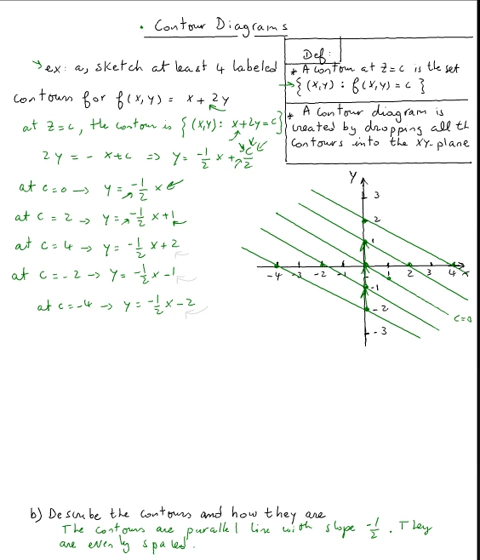 • Contour Diagrams
ex: a, sketch at least 4 labeled
contours for f(x,y) = x + 2y
at z=c, the contour is {(x,y): x+2y=c}
2y = - x+c => y = -1/2 x + c/2
at c=0 → y = -1/2 x
at c = 2 → y = -1/2 x+1
at c = 4 → y = -1/2 x+2
at c = -2 → y = -1/2 x -1
at c=-4 → y = -1/2 x -2
Def:
* A contour at z=c is the set
→ {(x,y) : f(x,y) = c }
* A contour diagram is
created by dropping all th
contours into the xy-plane
Y
3
2
1
-4 -3 -2 -1 1 2 3 4 x
-1
-2
-3
c=0
b) Describe the contours and how they are
The contours are parallel line with slope -1/2. They
are evenly spaced.